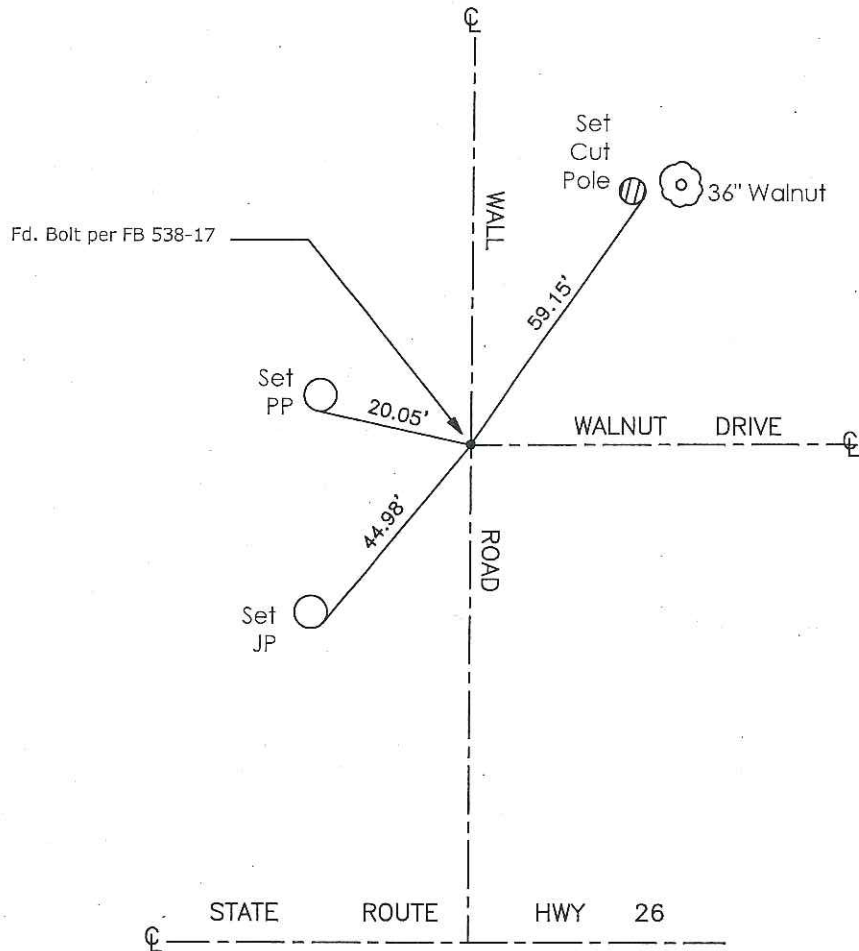 ℄
Set
Cut
Pole
36" Walnut
WALL
Fd. Bolt per FB 538-17
59.15'
Set
PP
20.05'
WALNUT DRIVE
℄
44.98'
ROAD
Set
JP
STATE ROUTE HWY 26
℄